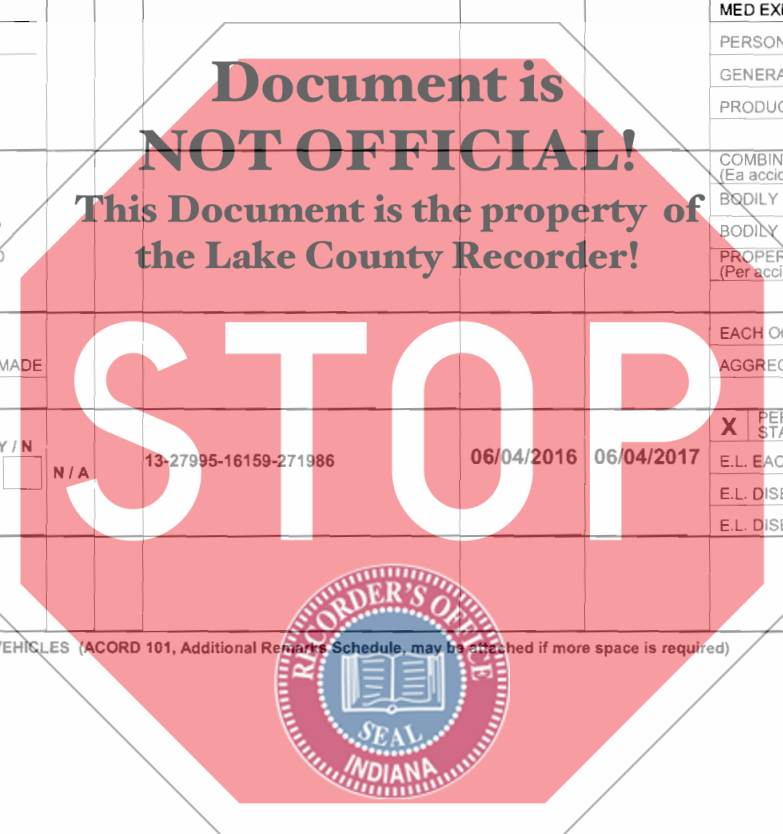 MED EX
PERSON
GENERA
PRODUC
Document is
NOT OFFICIAL!
This Document is the property of
the Lake County Recorder!
COMBIN
(Ea accid
BODILY
BODILY
PROPER
(Per acci
STOP
EACH O
MADE
AGGREG
X
PER
STA
Y / N
N / A
13-27995-16159-271986
06/04/2016 06/04/2017
E.L. EAC
E.L. DISE
E.L. DISE
VEHICLES (ACORD 101, Additional Remarks Schedule, may be attached if more space is required)
RECORDER'S OFFICE
SEAL
INDIANA